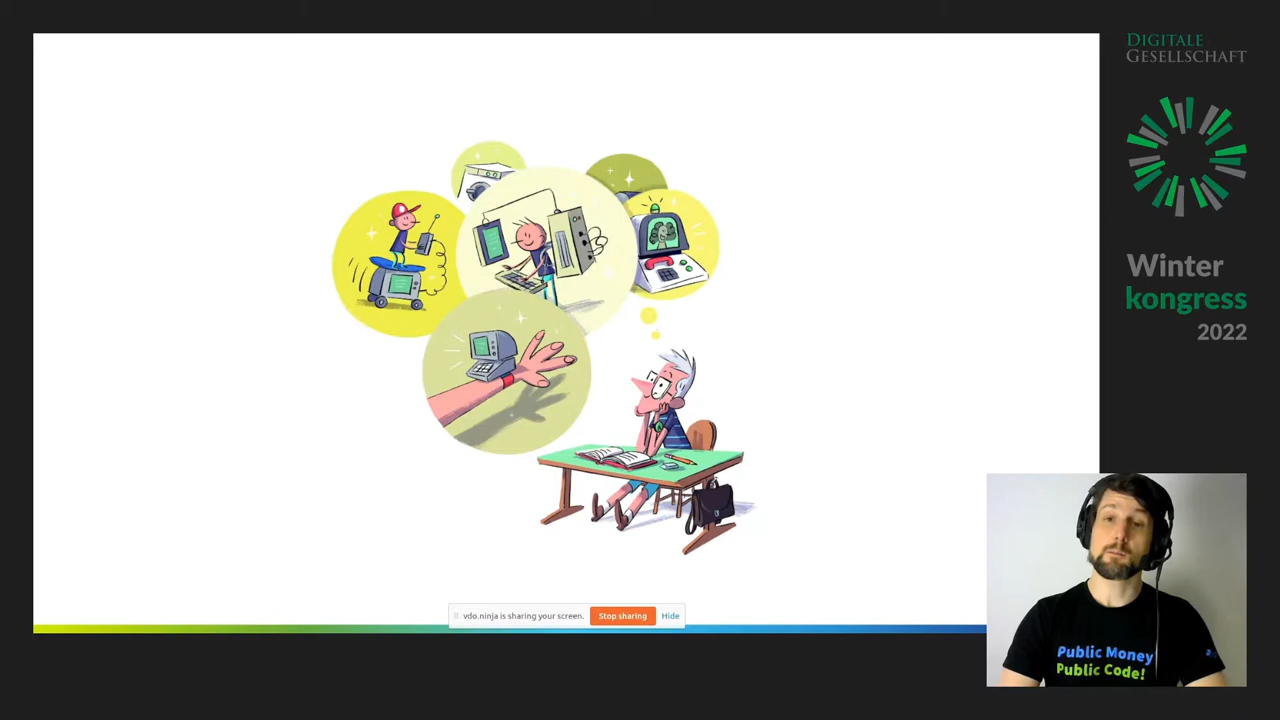 DIGITALE
GESELLSCHAFT
Winter
kongress
2022
vdo.ninja is sharing your screen.
Stop sharing
Hide
Public Money
Public Code!